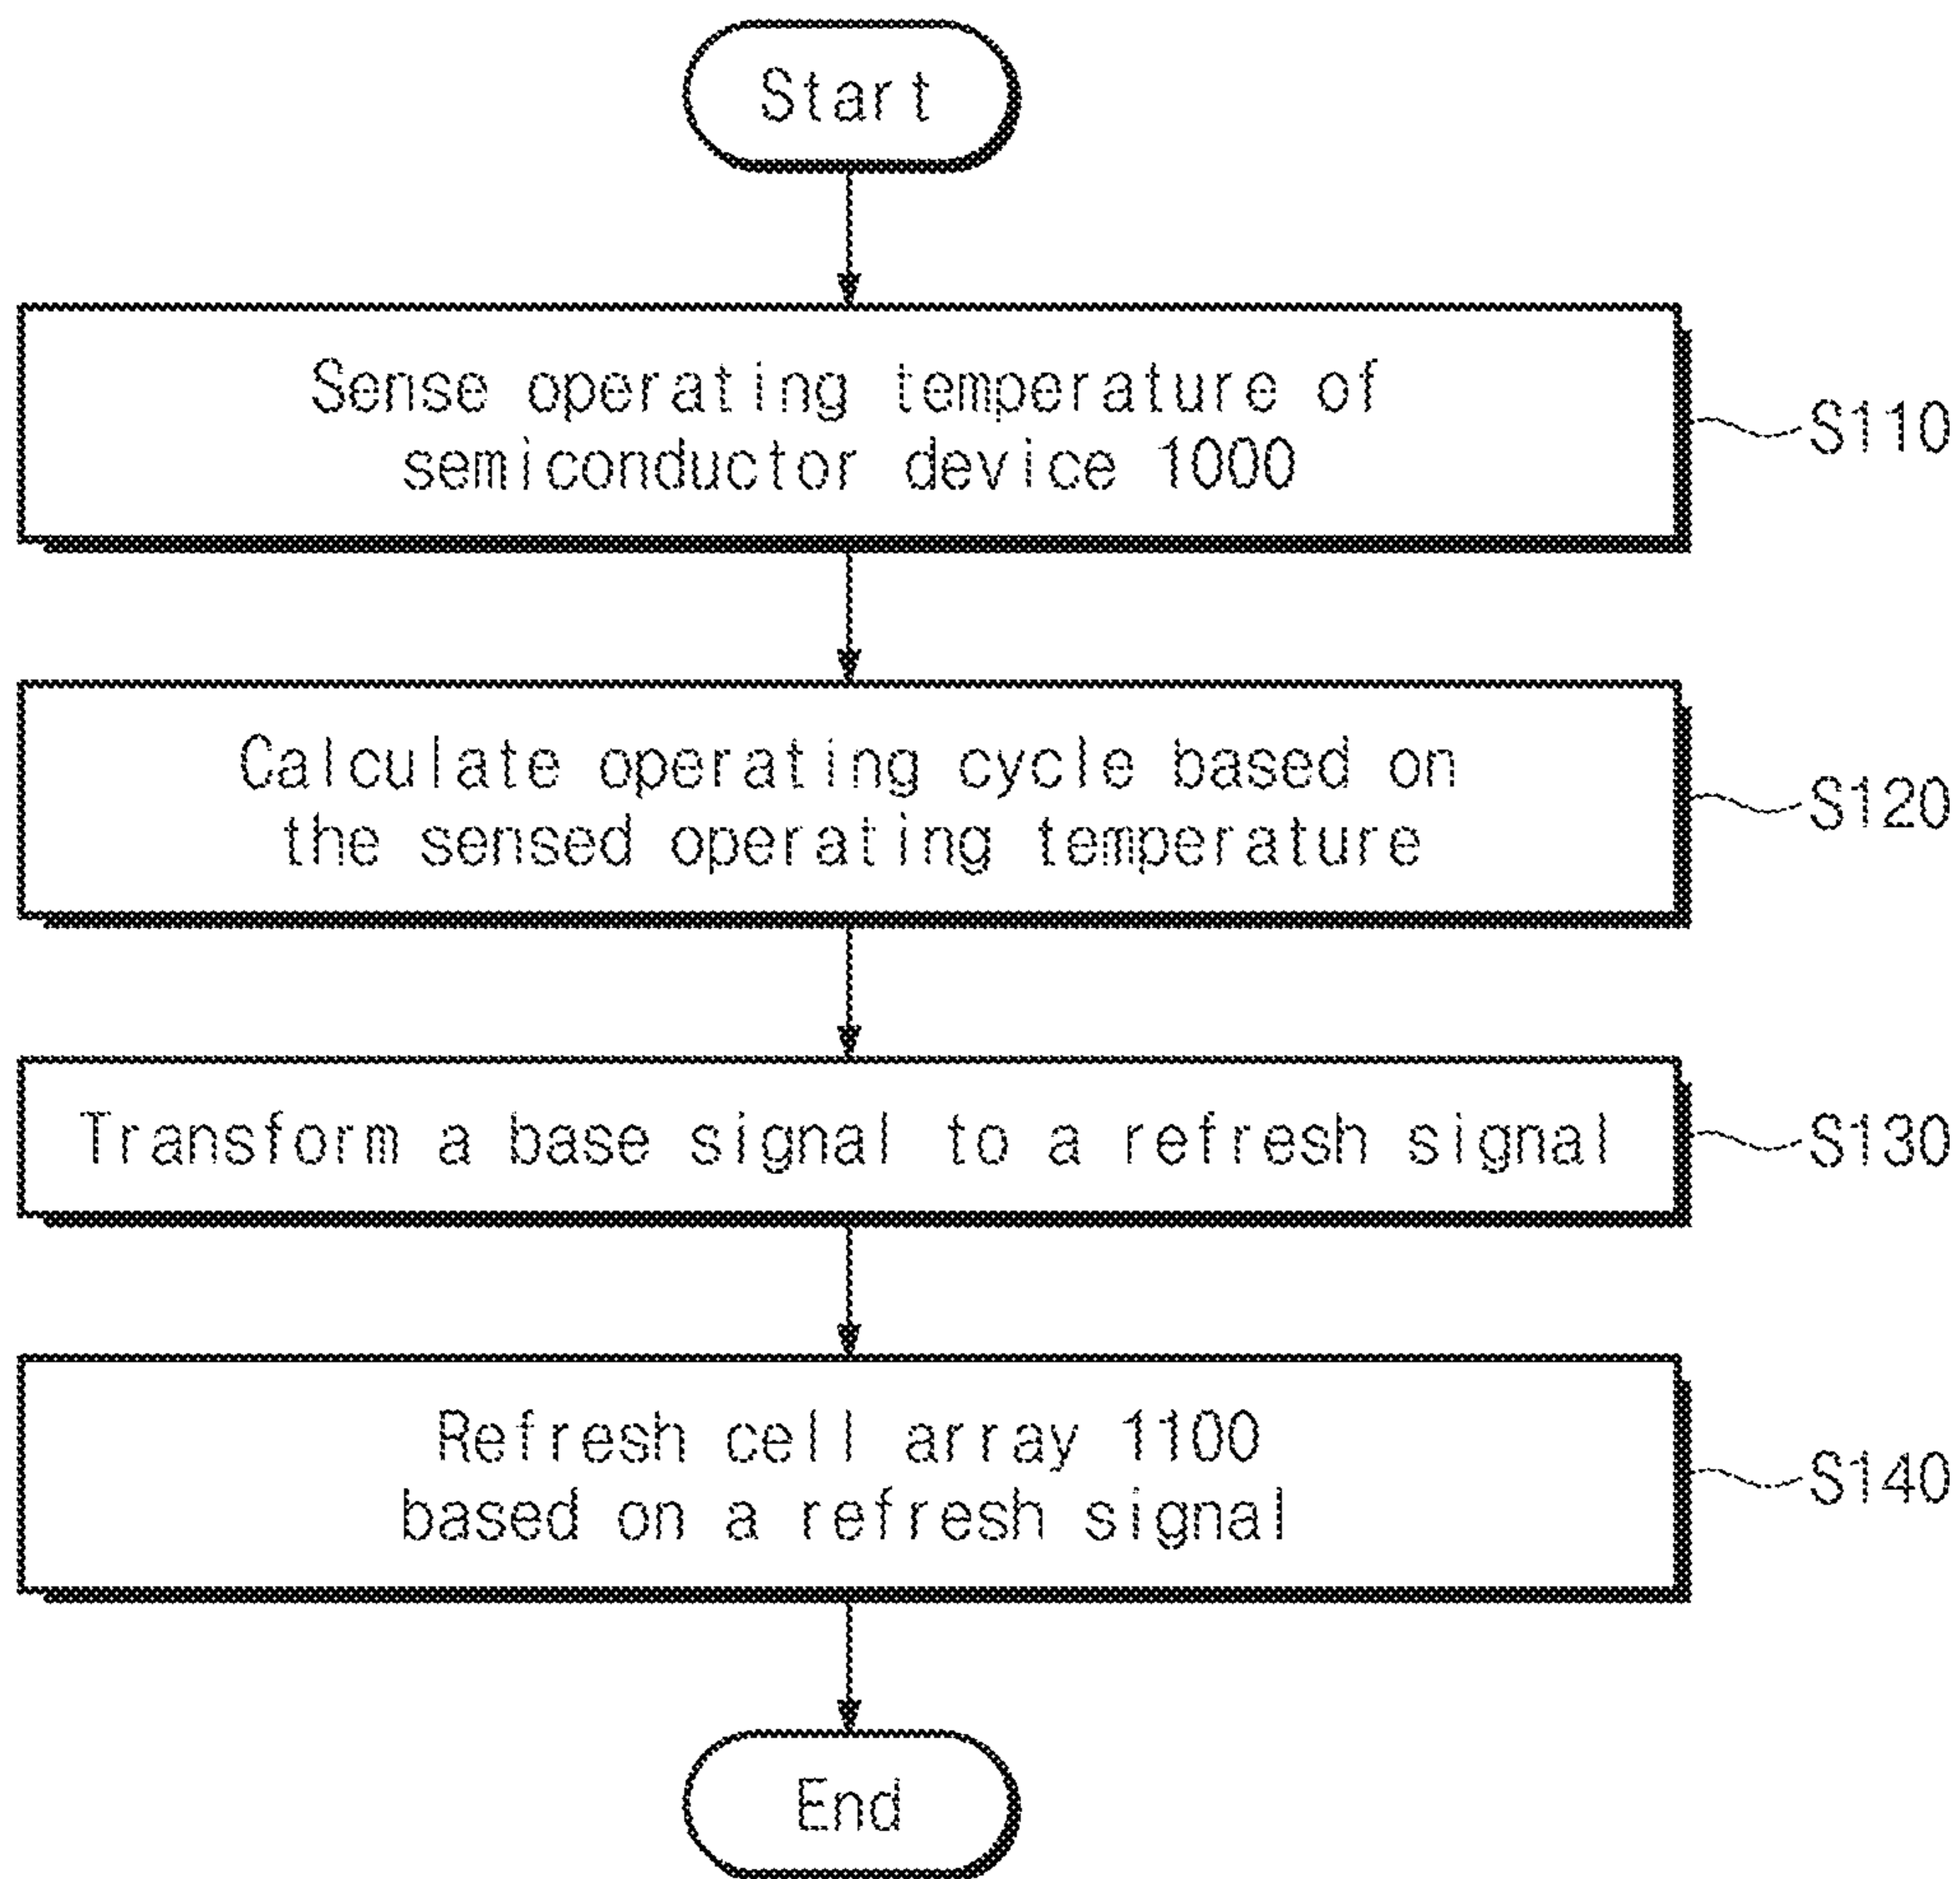 Start
Sense operating temperature of
semiconductor device 1000
S110
Calculate operating cycle based on
the sensed operating temperature
S120
Transform a base signal to a refresh signal
S130
Refresh cell array 1100
based on a refresh signal
S140
End